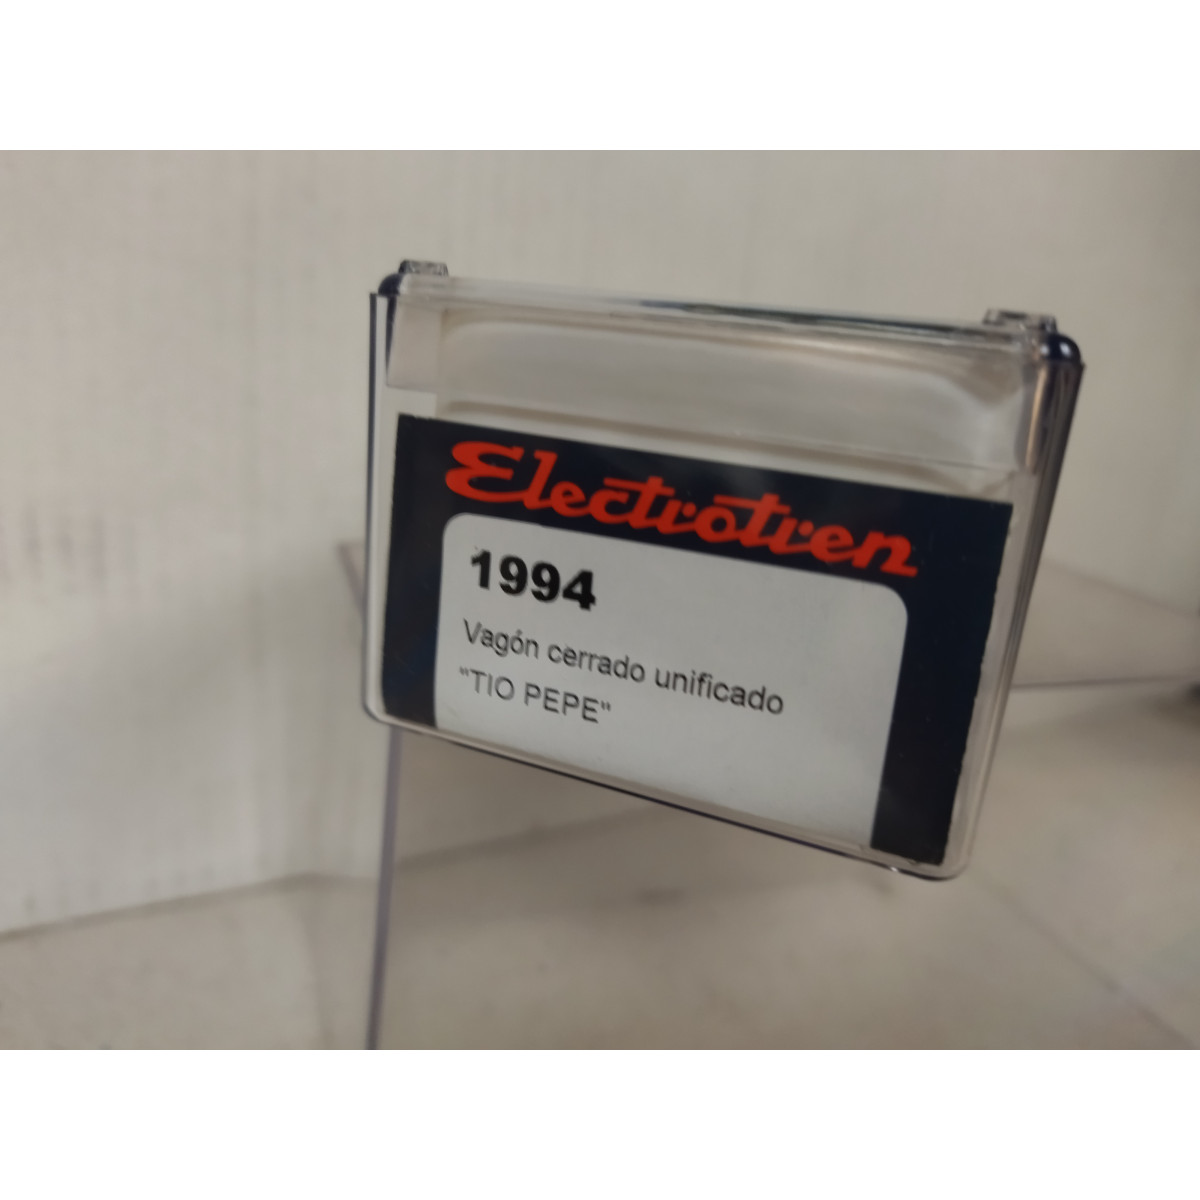 Electrotren
1994
Vagón cerrado unificado
"TIO PEPE"